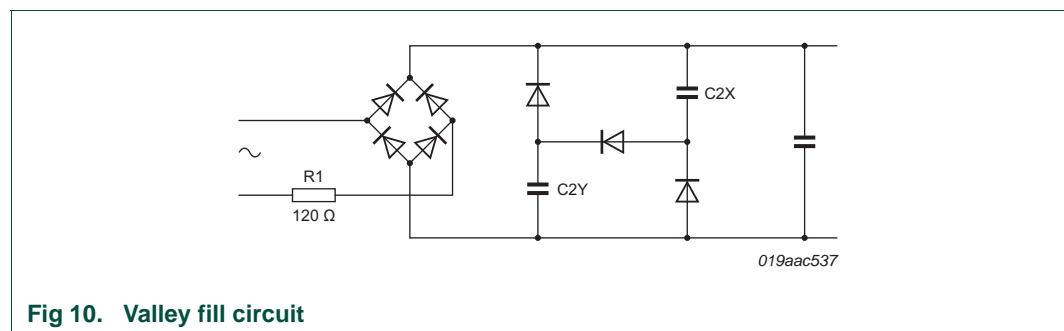 C2X
R1
120 Ω
C2Y
019aac537
Fig 10. Valley fill circuit